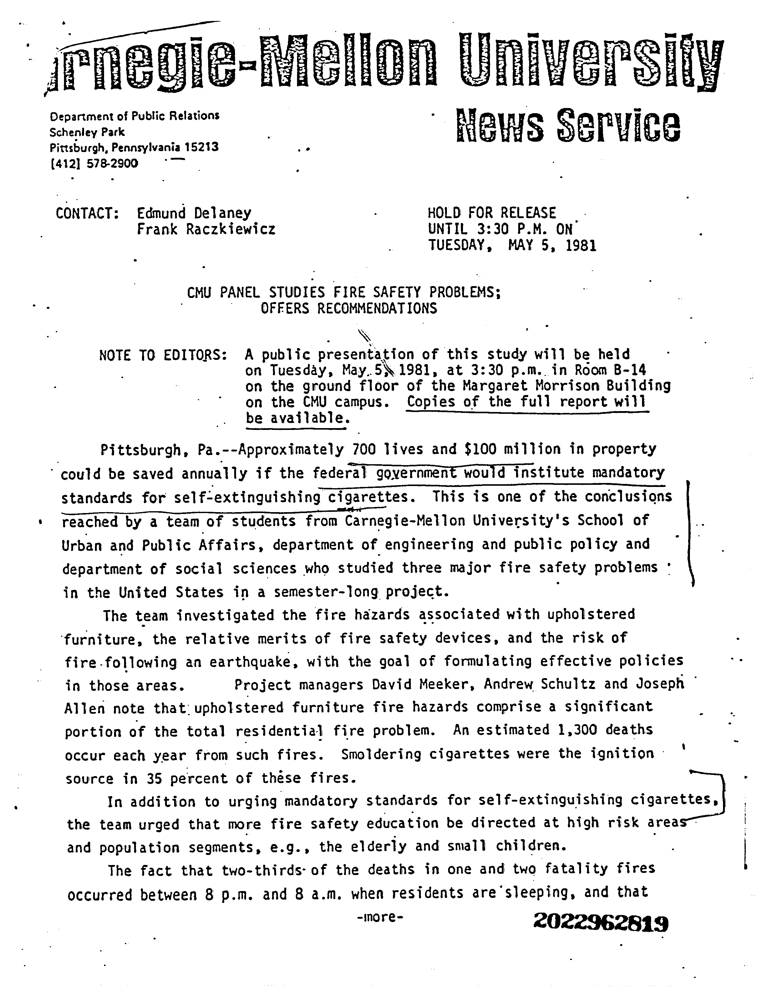 arnegie-Mellon University
News Service
Department of Public Relations
Schenley Park
Pittsburgh, Pennsylvania 15213
[412] 578-2900
CONTACT: Edmund Delaney
Frank Raczkiewicz
HOLD FOR RELEASE
UNTIL 3:30 P.M. ON
TUESDAY, MAY 5, 1981
CMU PANEL STUDIES FIRE SAFETY PROBLEMS;
OFFERS RECOMMENDATIONS
NOTE TO EDITORS: A public presentation of this study will be held
on Tuesday, May 5, 1981, at 3:30 p.m. in Room B-14
on the ground floor of the Margaret Morrison Building
on the CMU campus. Copies of the full report will
be available.
Pittsburgh, Pa.--Approximately 700 lives and $100 million in property
could be saved annually if the federal government would institute mandatory
standards for self-extinguishing cigarettes. This is one of the conclusions
reached by a team of students from Carnegie-Mellon University's School of
Urban and Public Affairs, department of engineering and public policy and
department of social sciences who studied three major fire safety problems
in the United States in a semester-long project.
The team investigated the fire hazards associated with upholstered
furniture, the relative merits of fire safety devices, and the risk of
fire following an earthquake, with the goal of formulating effective policies
in those areas. Project managers David Meeker, Andrew Schultz and Joseph
Allen note that upholstered furniture fire hazards comprise a significant
portion of the total residential fire problem. An estimated 1,300 deaths
occur each year from such fires. Smoldering cigarettes were the ignition
source in 35 percent of these fires.
In addition to urging mandatory standards for self-extinguishing cigarettes,
the team urged that more fire safety education be directed at high risk areas
and population segments, e.g., the elderly and small children.
The fact that two-thirds of the deaths in one and two fatality fires
occurred between 8 p.m. and 8 a.m. when residents are sleeping, and that
-more-
2022962819